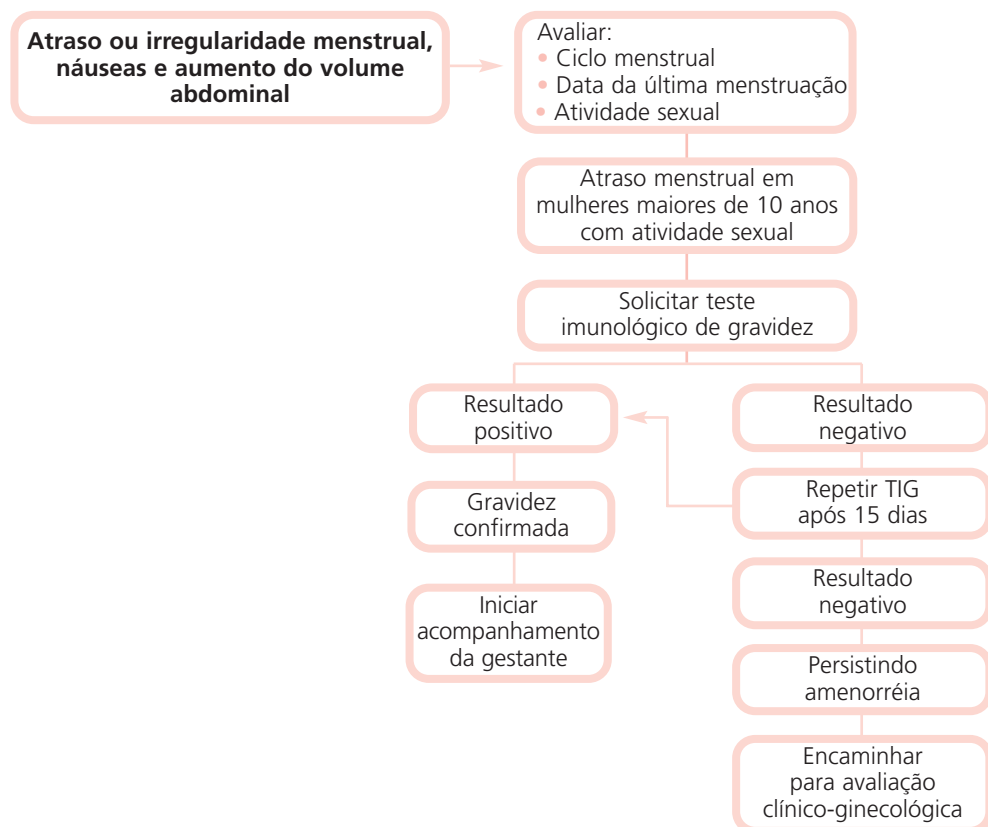 Atraso ou irregularidade menstrual,
náuseas e aumento do volume
abdominal
Avaliar:
• Ciclo menstrual
• Data da última menstruação
• Atividade sexual
Atraso menstrual em
mulheres maiores de 10 anos
com atividade sexual
Solicitar teste
imunológico de gravidez
Resultado
positivo
Gravidez
confirmada
Iniciar
acompanhamento
da gestante
Resultado
negativo
Repetir TIG
após 15 dias
Resultado
negativo
Persistindo
amenorréia
Encaminhar
para avaliação
clínico-ginecológica